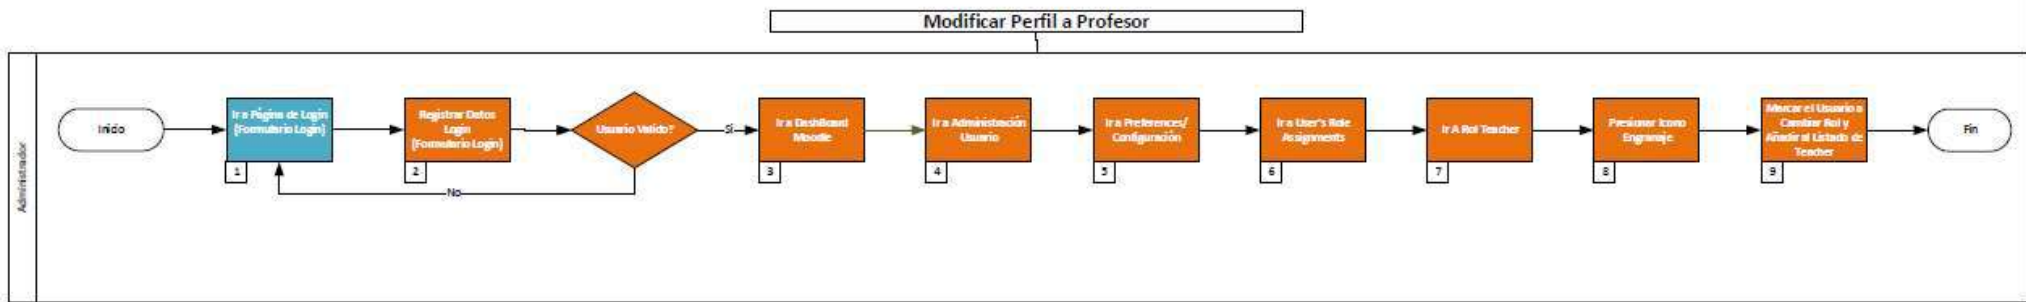 Modificar Perfil a Profesor
Administrador
Inicio
Ir a Página de Login
(Formulario Login)
1
Registrar Datos
Login
(Formulario Login)
2
Usuario Valido?
Sí
No
Ir a DashBoard
Moodle
3
Ir a Administración
Usuario
4
Ir a Preferences/
Configuración
5
Ir a User's Role
Assignments
6
Ir A Rol Teacher
7
Presionar Icono
Engranaje
8
Marcar el Usuario a
Cambiar Rol y
Añadir al Listado de
Teacher
9
Fin